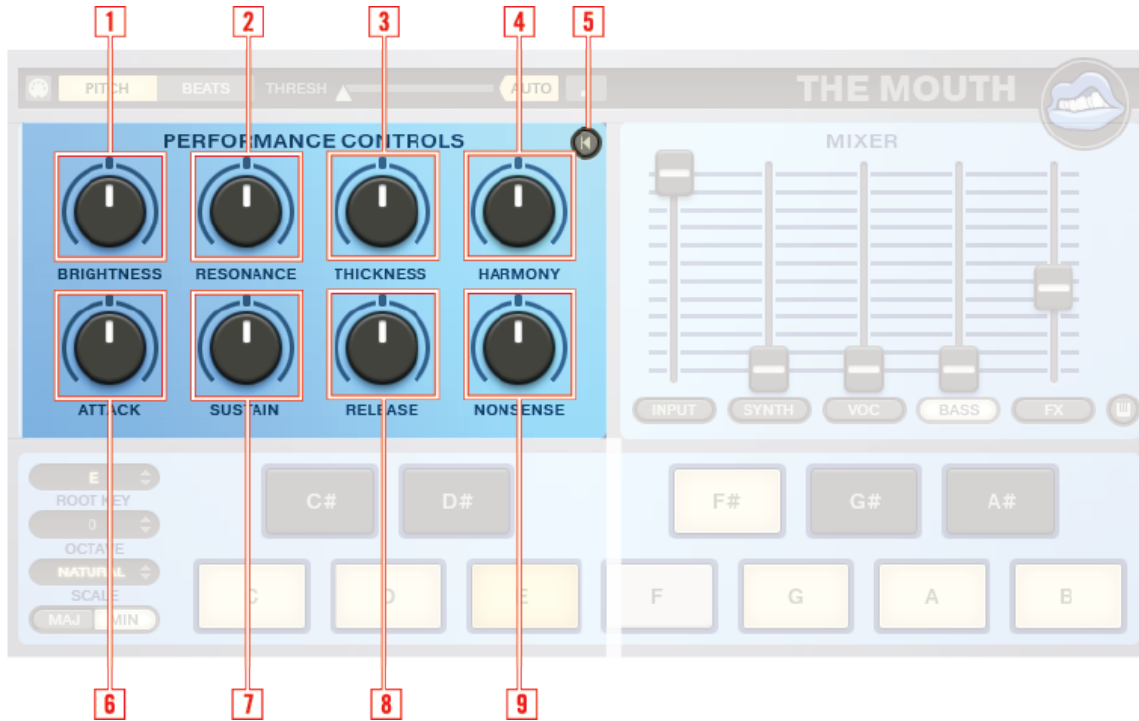 1 2 3 4 5
PITCH BEATS THRESH AUTO THE MOUTH
PERFORMANCE CONTROLS MIXER
BRIGHTNESS RESONANCE THICKNESS HARMONY
ATTACK SUSTAIN RELEASE NONSENSE INPUT SYNTH VOC BASS FX
E
ROOT KEY C# D# F# G# A#
0
OCTAVE
NATURAL
SCALE C D E F G A B
MAJ MIN
6 7 8 9